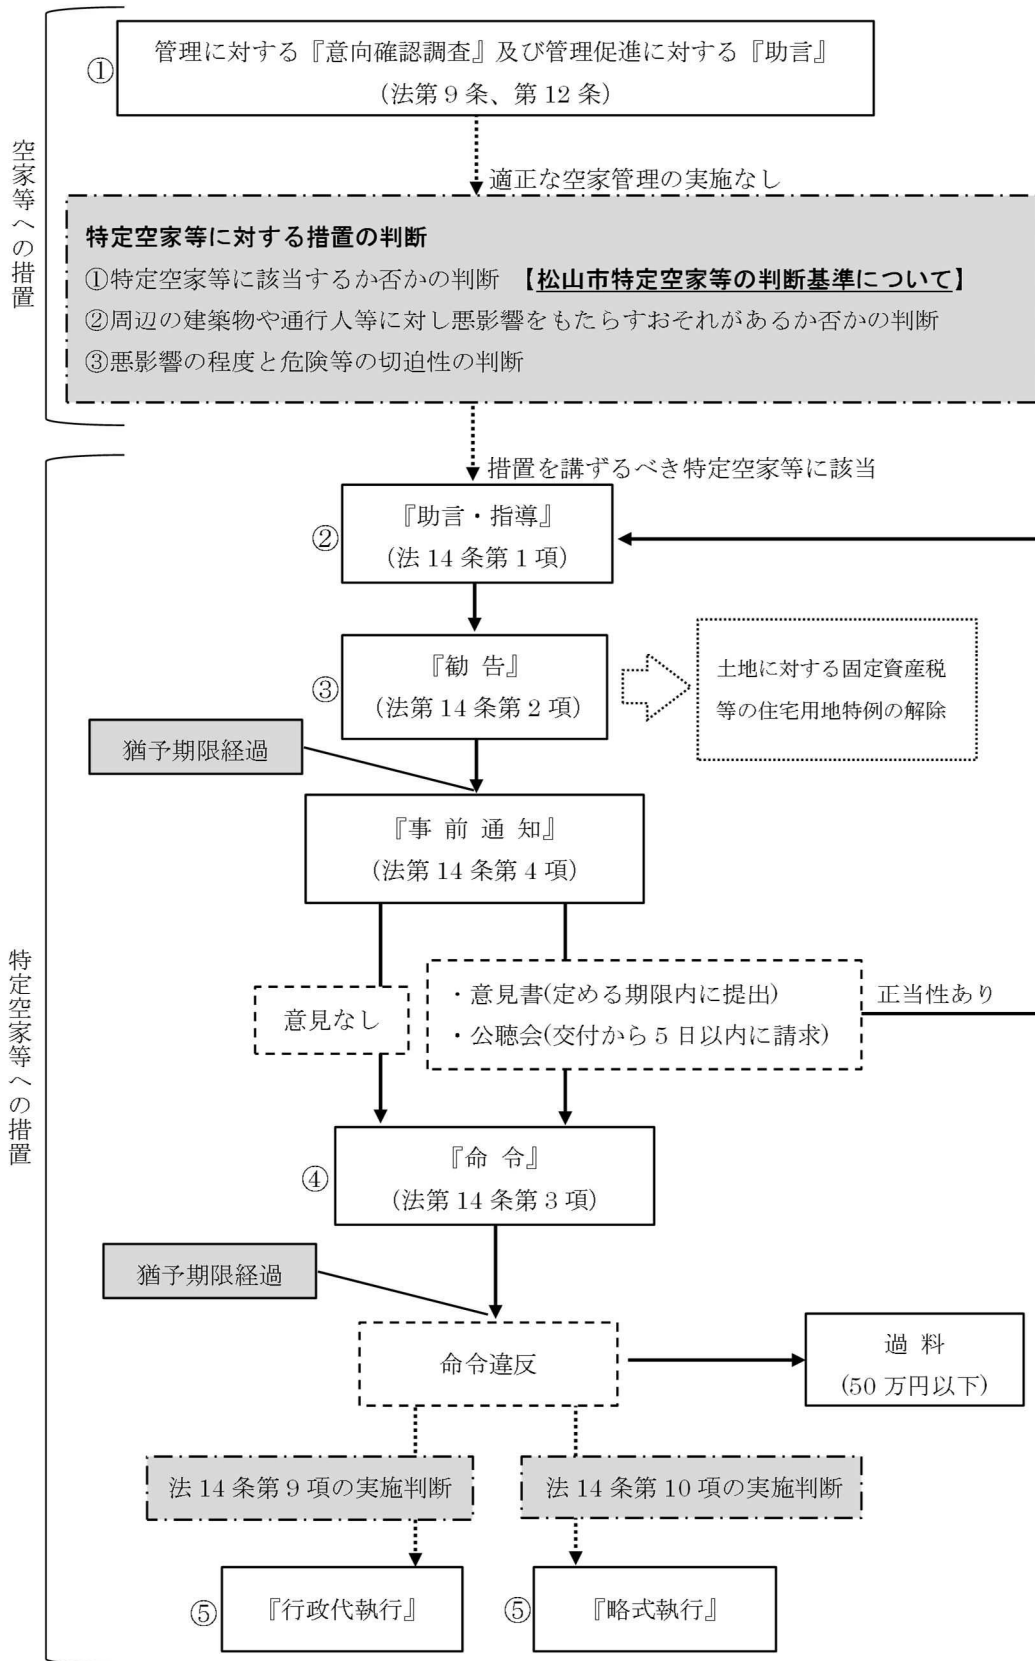 空家等への措置
①
管理に対する『意向確認調査』及び管理促進に対する『助言』
（法第9条、第12条）
適正な空家管理の実施なし
特定空家等に対する措置の判断
①特定空家等に該当するか否かの判断 【松山市特定空家等の判断基準について】
②周辺の建築物や通行人等に対し悪影響をもたらすおそれがあるか否かの判断
③悪影響の程度と危険等の切迫性の判断
特定空家等への措置
措置を講ずるべき特定空家等に該当
②
『助言・指導』
（法14条第1項）
③
『勧 告』
（法第14条第2項）
土地に対する固定資産税
等の住宅用地特例の解除
猶予期限経過
『事 前 通 知』
（法第14条第4項）
意見なし
・意見書(定める期限内に提出)
・公聴会(交付から5日以内に請求)
正当性あり
④
『命 令』
（法第14条第3項）
猶予期限経過
命令違反
過 料
(50万円以下)
法14条第9項の実施判断
法14条第10項の実施判断
⑤
『行政代執行』
⑤
『略式執行』